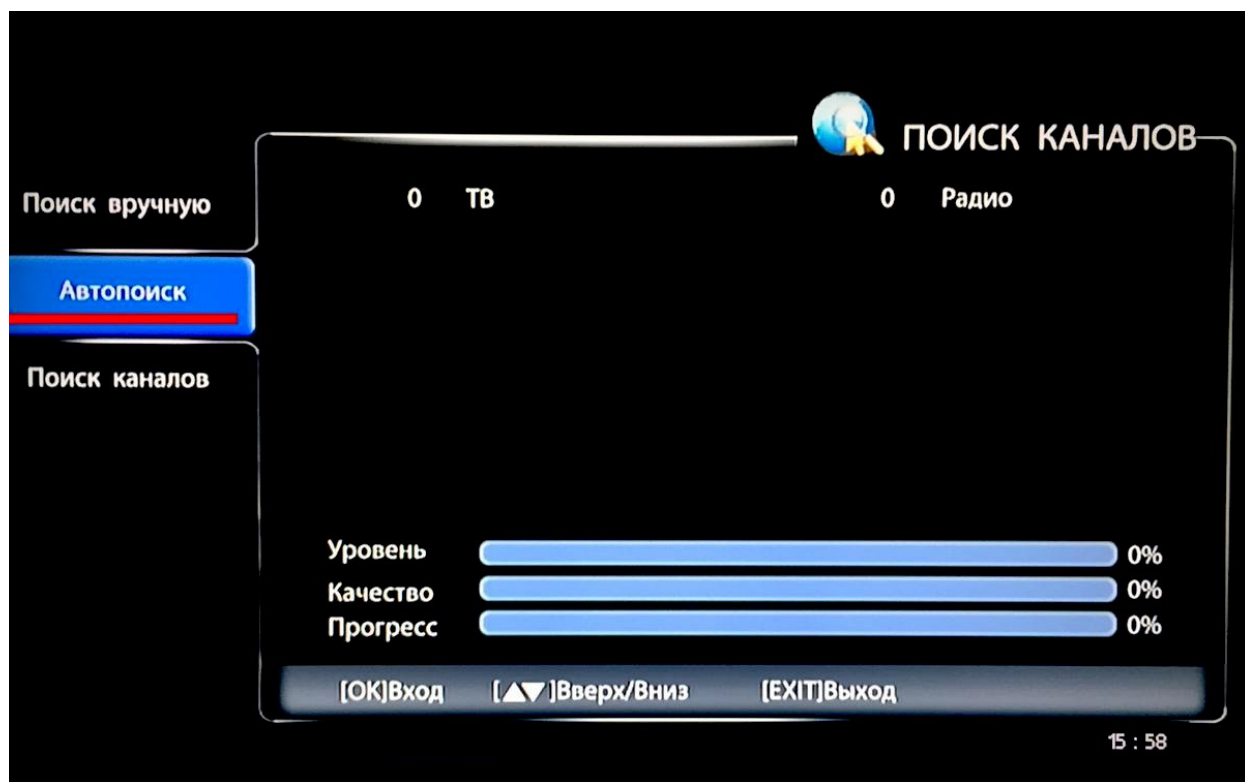 ПОИСК КАНАЛОВ
Поиск вручную
0 ТВ 0 Радио
Автопоиск
Поиск каналов
Уровень 0%
Качество 0%
Прогресс 0%
[OK]Вход [▲▼]Вверх/Вниз [EXIT]Выход
15 : 58